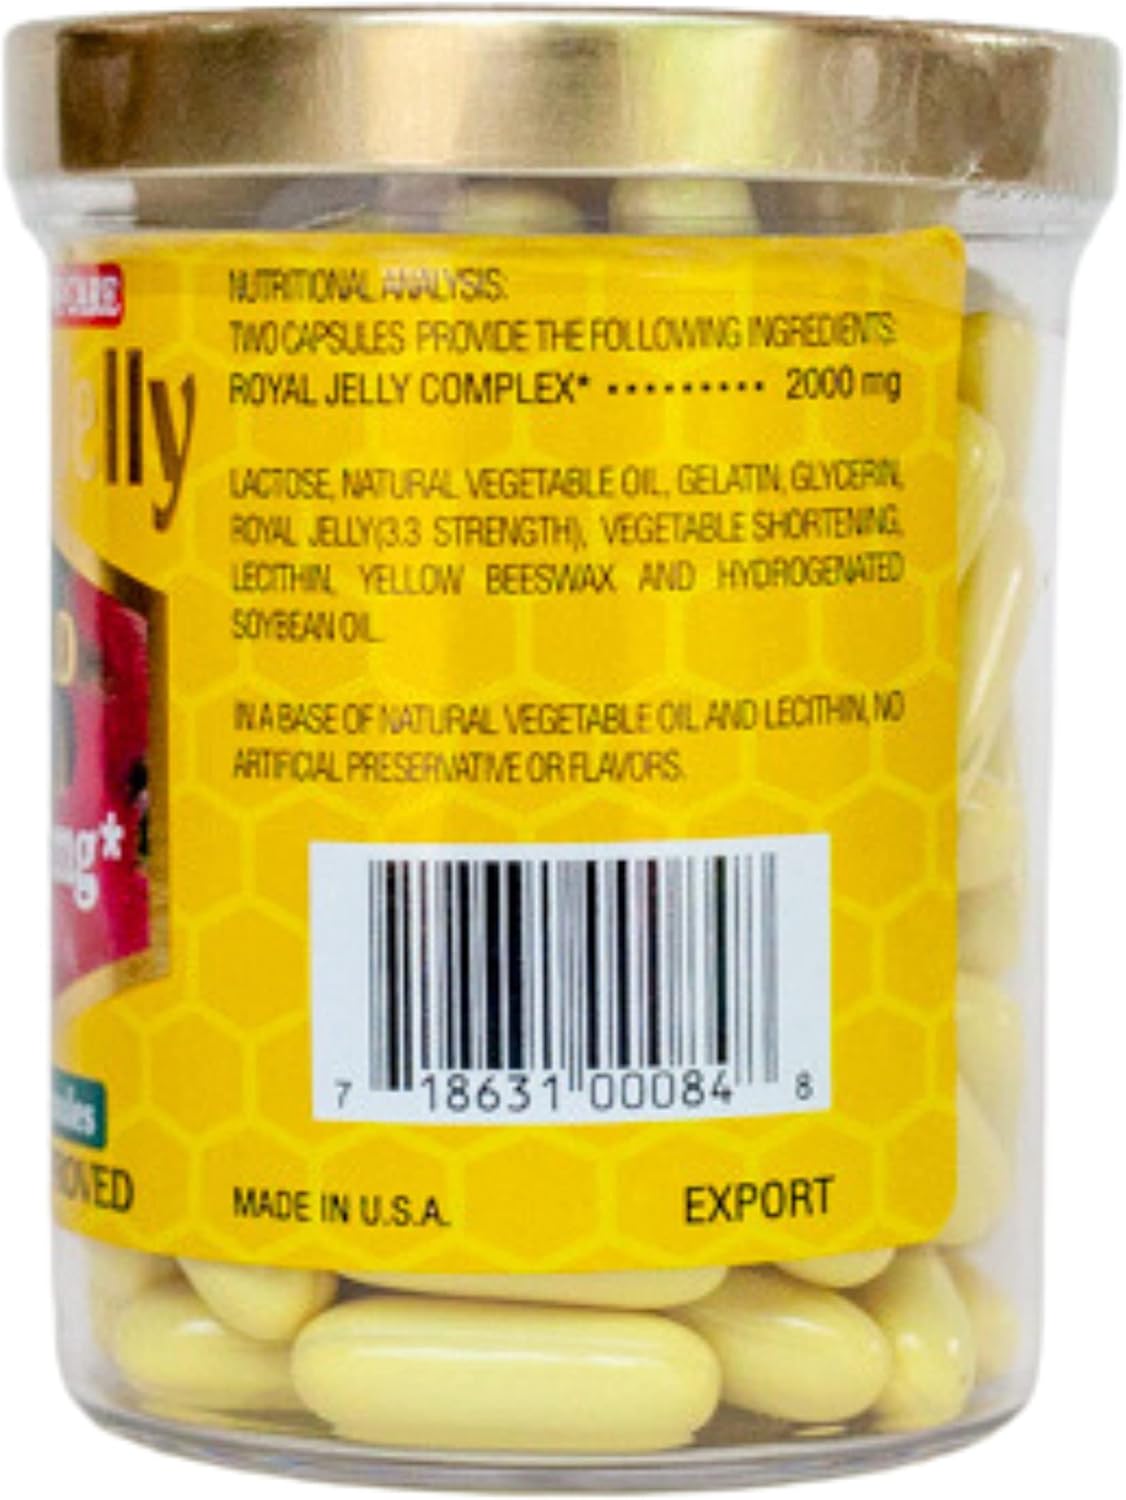 elly
mg*
ROVED
NUTRITIONAL ANALYSIS:
TWO CAPSULES PROVIDE THE FOLLOWING INGREDIENTS:
ROYAL JELLY COMPLEX* ········· 2000 mg
LACTOSE, NATURAL VEGETABLE OIL, GELATIN, GLYCERIN,
ROYAL JELLY(3.3 STRENGTH), VEGETABLE SHORTENING,
LECITHIN, YELLOW BEESWAX AND HYDROGENATED
SOYBEAN OIL.
IN A BASE OF NATURAL VEGETABLE OIL AND LECITHIN, NO
ARTIFICIAL PRESERVATIVE OR FLAVORS.
7 18631 00084 8
MADE IN U.S.A. EXPORT